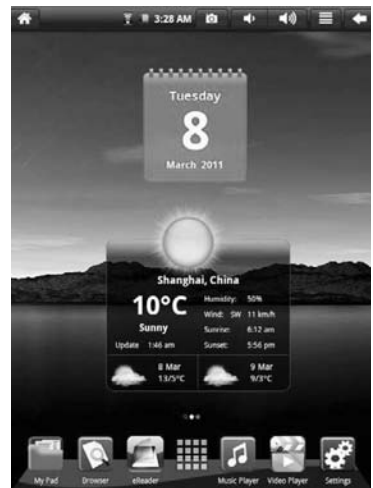 3:28 AM
Tuesday
8
March 2011
Shanghai, China
10°C
Sunny
Humidity: 50%
Wind: SW 11 km/h
Sunrise: 6:12 am
Sunset: 5:56 pm
Update 1:46 am
8 Mar
13/5°C
9 Mar
9/3°C
My Pad
Browser
eReader
Music Player
Video Player
Settings